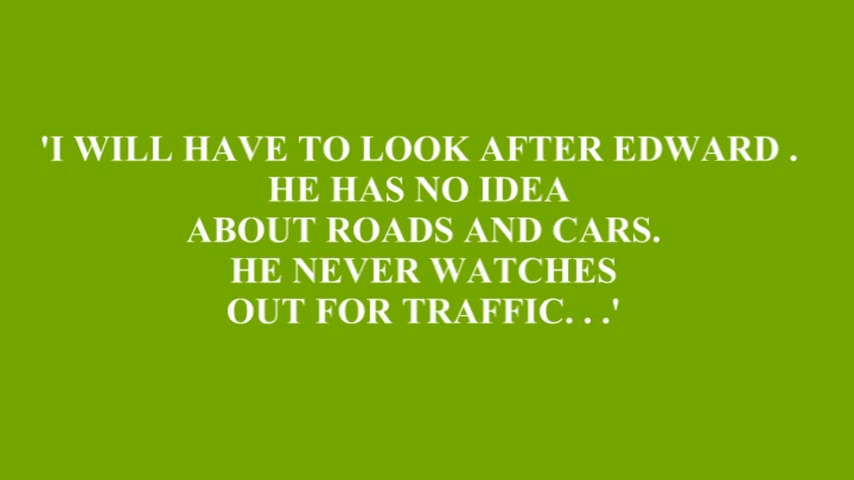 'I WILL HAVE TO LOOK AFTER EDWARD .
HE HAS NO IDEA
ABOUT ROADS AND CARS.
HE NEVER WATCHES
OUT FOR TRAFFIC. . .'